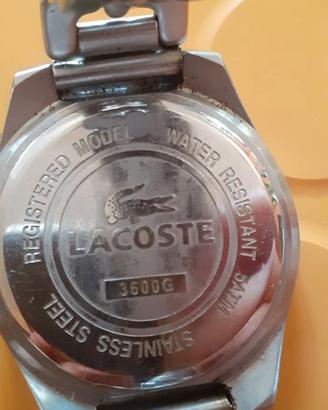 REGISTERED MODEL
WATER RESISTANT 5ATM
STAINLESS STEEL
LACOSTE
3600G